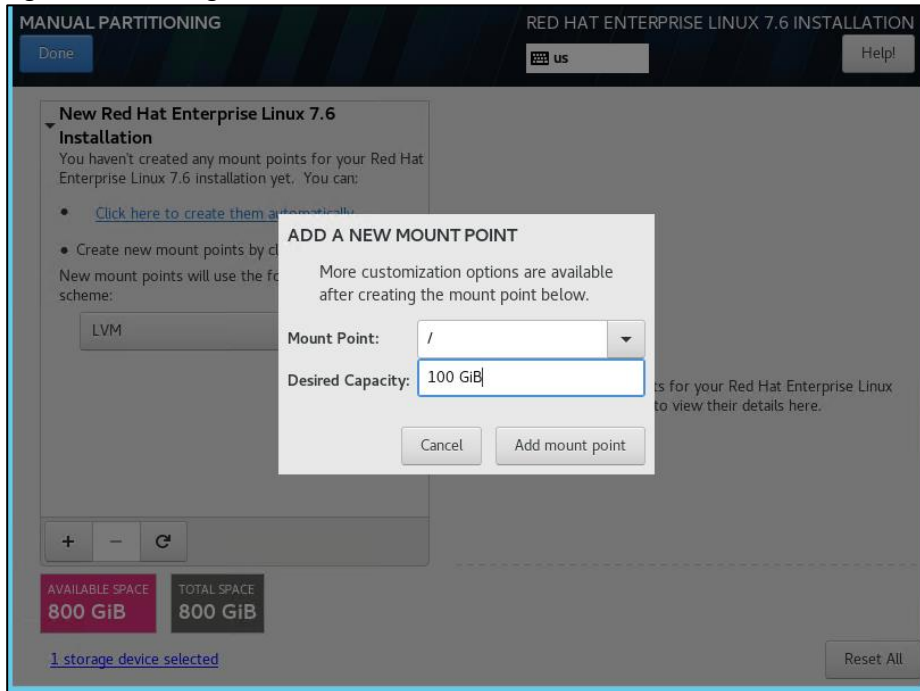 MANUAL PARTITIONING
RED HAT ENTERPRISE LINUX 7.6 INSTALLATION
Done
us
Help!
New Red Hat Enterprise Linux 7.6
Installation
You haven't created any mount points for your Red Hat
Enterprise Linux 7.6 installation yet. You can:
• Click here to create them automatically
• Create new mount points by
New mount points will use the
scheme:
LVM
ADD A NEW MOUNT POINT
More customization options are available
after creating the mount point below.
Mount Point: /
Desired Capacity: 100 GiB
Cancel Add mount point
for your Red Hat Enterprise Linux
to view their details here.
+ −
AVAILABLE SPACE
800 GiB
TOTAL SPACE
800 GiB
1 storage device selected
Reset All